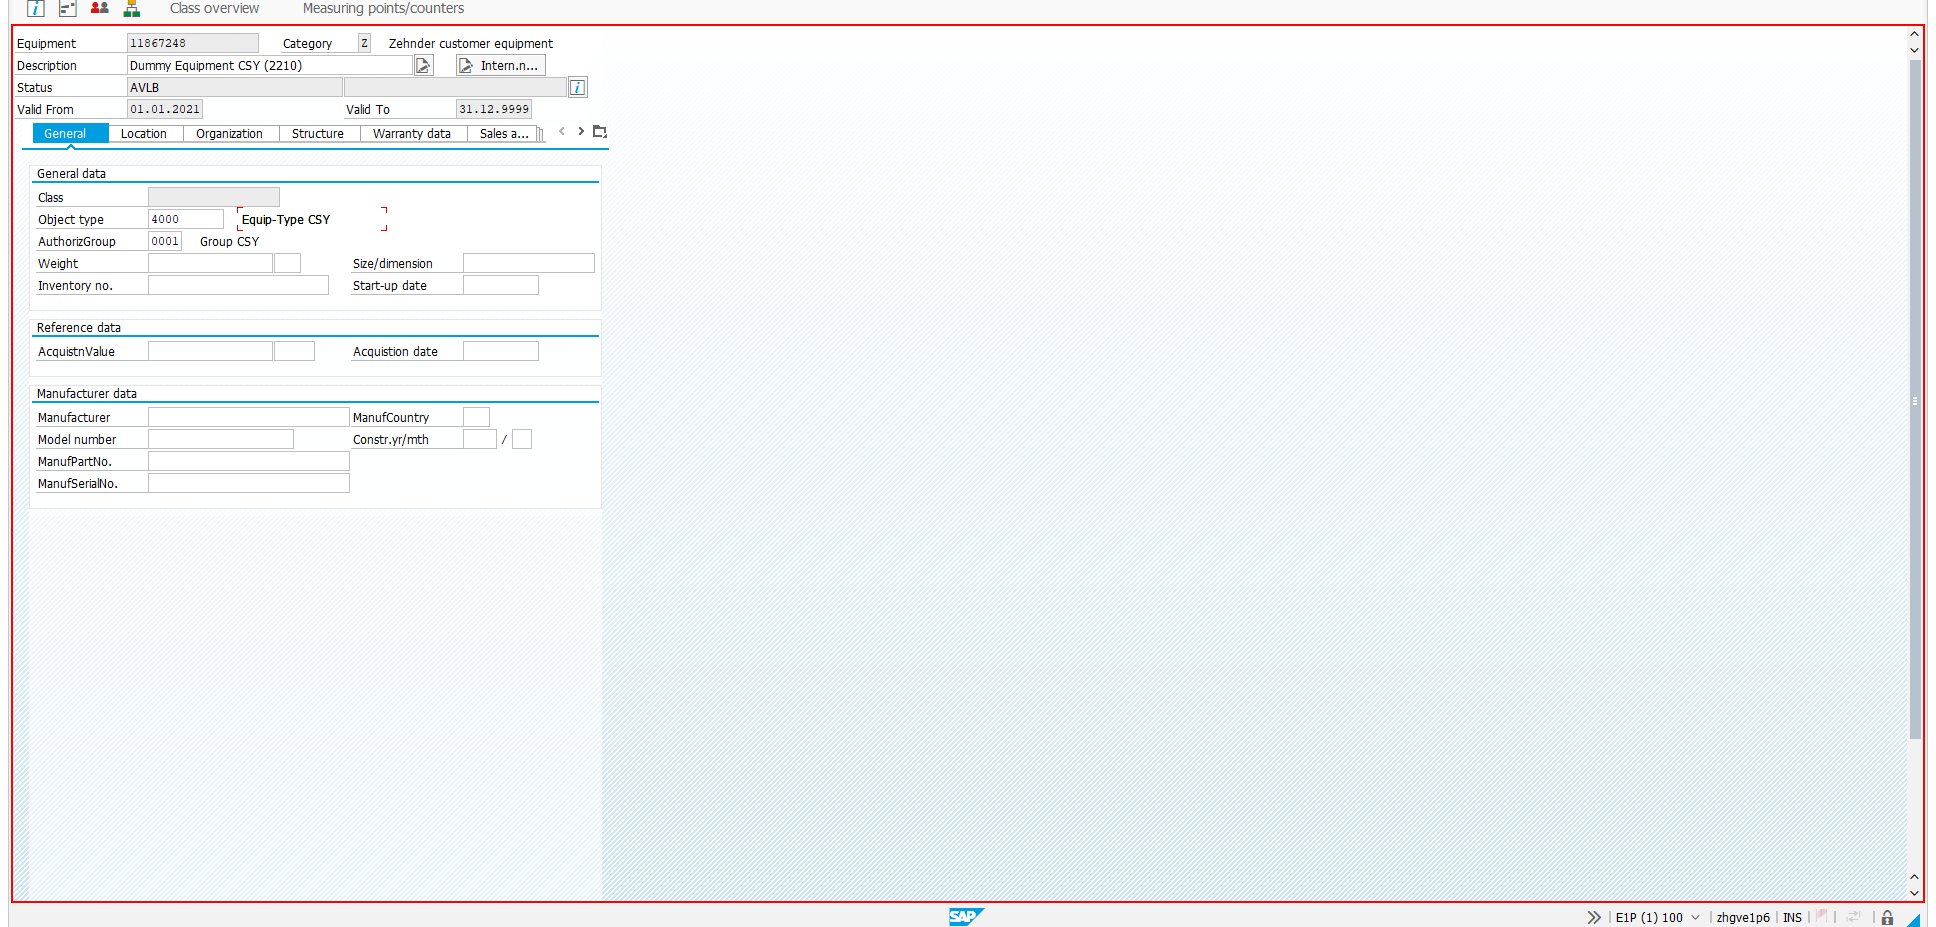 Class overview Measuring points/counters
Equipment 11867248 Category Z Zehnder customer equipment
Description Dummy Equipment CSY (2210) Intern.n...
Status AVLB
Valid From 01.01.2021 Valid To 31.12.9999
General Location Organization Structure Warranty data Sales a...
General data
Class
Object type 4000 Equip-Type CSY
AuthorizGroup 0001 Group CSY
Weight Size/dimension
Inventory no. Start-up date
Reference data
AcquistnValue Acquistion date
Manufacturer data
Manufacturer ManufCountry
Model number Constr.yr/mth /
ManufPartNo.
ManufSerialNo.
SAP E1P (1) 100 zhgve1p6 INS